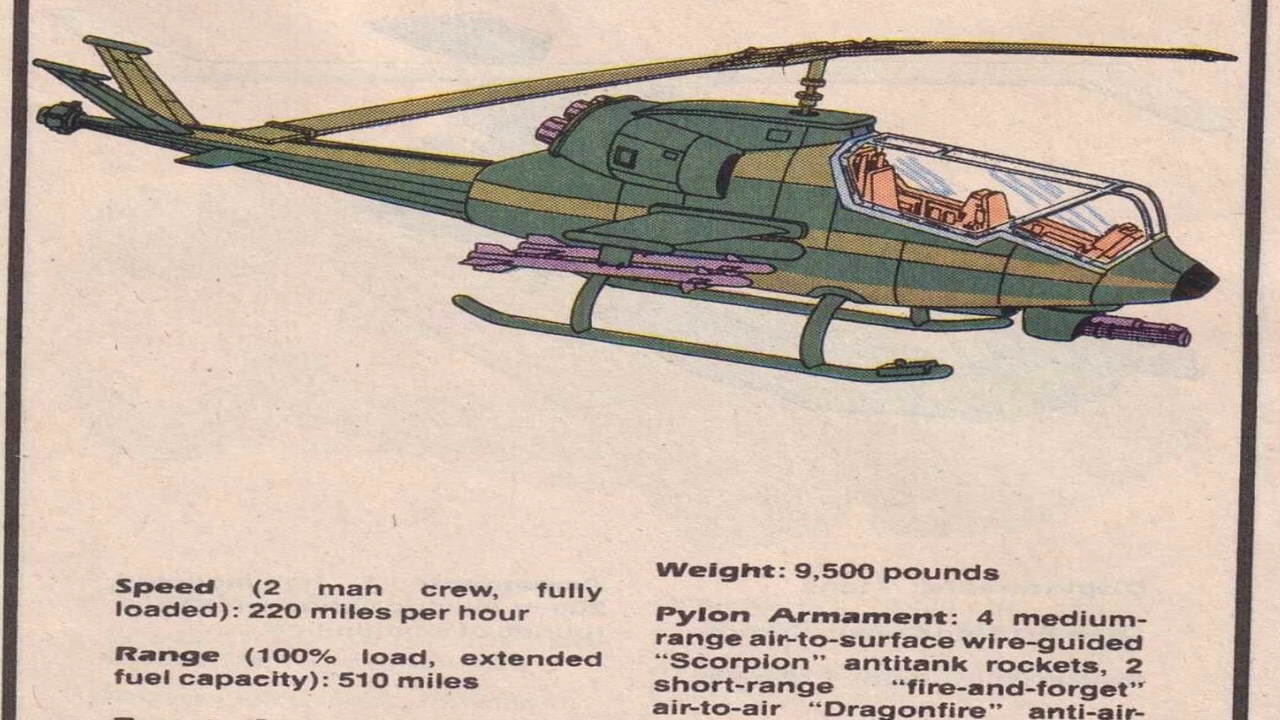 Speed (2 man crew, fully
loaded): 220 miles per hour
Range (100% load, extended
fuel capacity): 510 miles
Weight: 9,500 pounds
Pylon Armament: 4 medium-
range air-to-surface wire-guided
“Scorpion” antitank rockets, 2
short-range “fire-and-forget”
air-to-air “Dragonfire” anti-air-